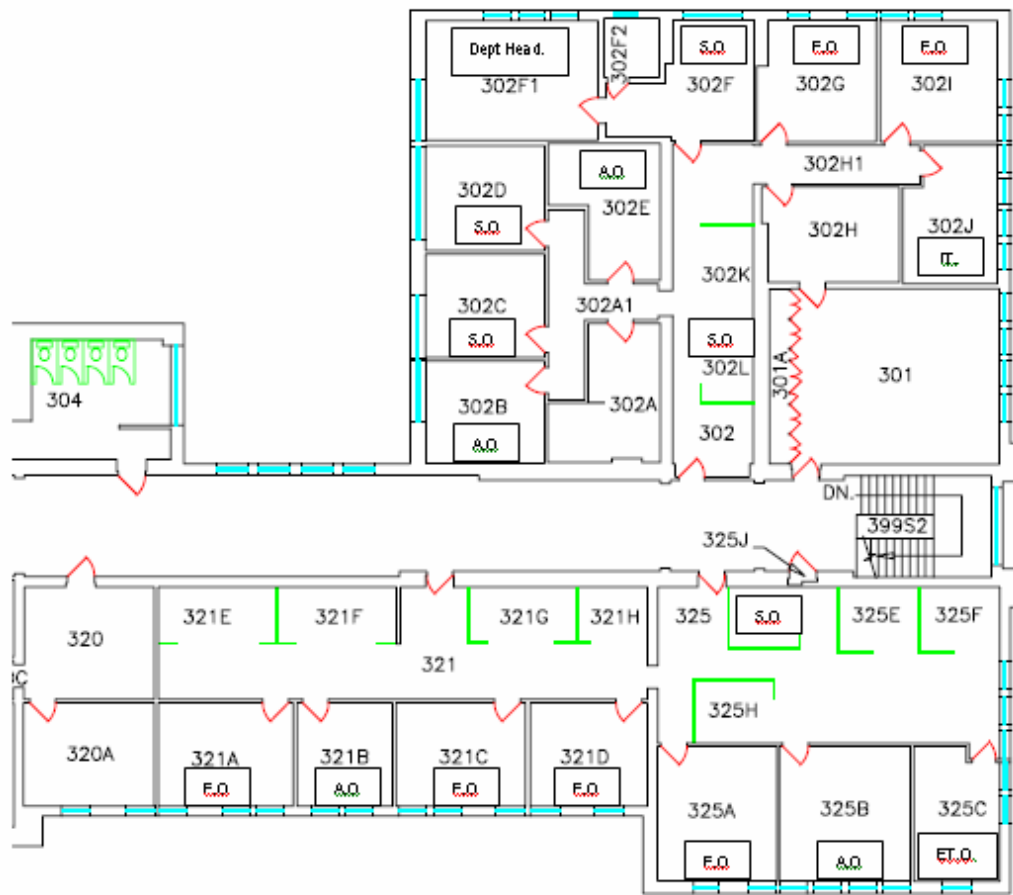 Dept Head.
302F1
302F2
S.O.
302F
F.O.
302G
F.O.
302I
302H1
302D
S.O.
A.O.
302E
302H
302J
IT.
302K
302C
S.O.
302A1
S.O.
302L
301A
301
304
302B
A.O.
302A
302
DN.
399S2
325J
320
321E
321F
321G
321H
321
325
S.O.
325E
325F
325H
320A
321A
F.O.
321B
A.O.
321C
F.O.
321D
F.O.
325A
F.O.
325B
A.O.
325C
ET.O.